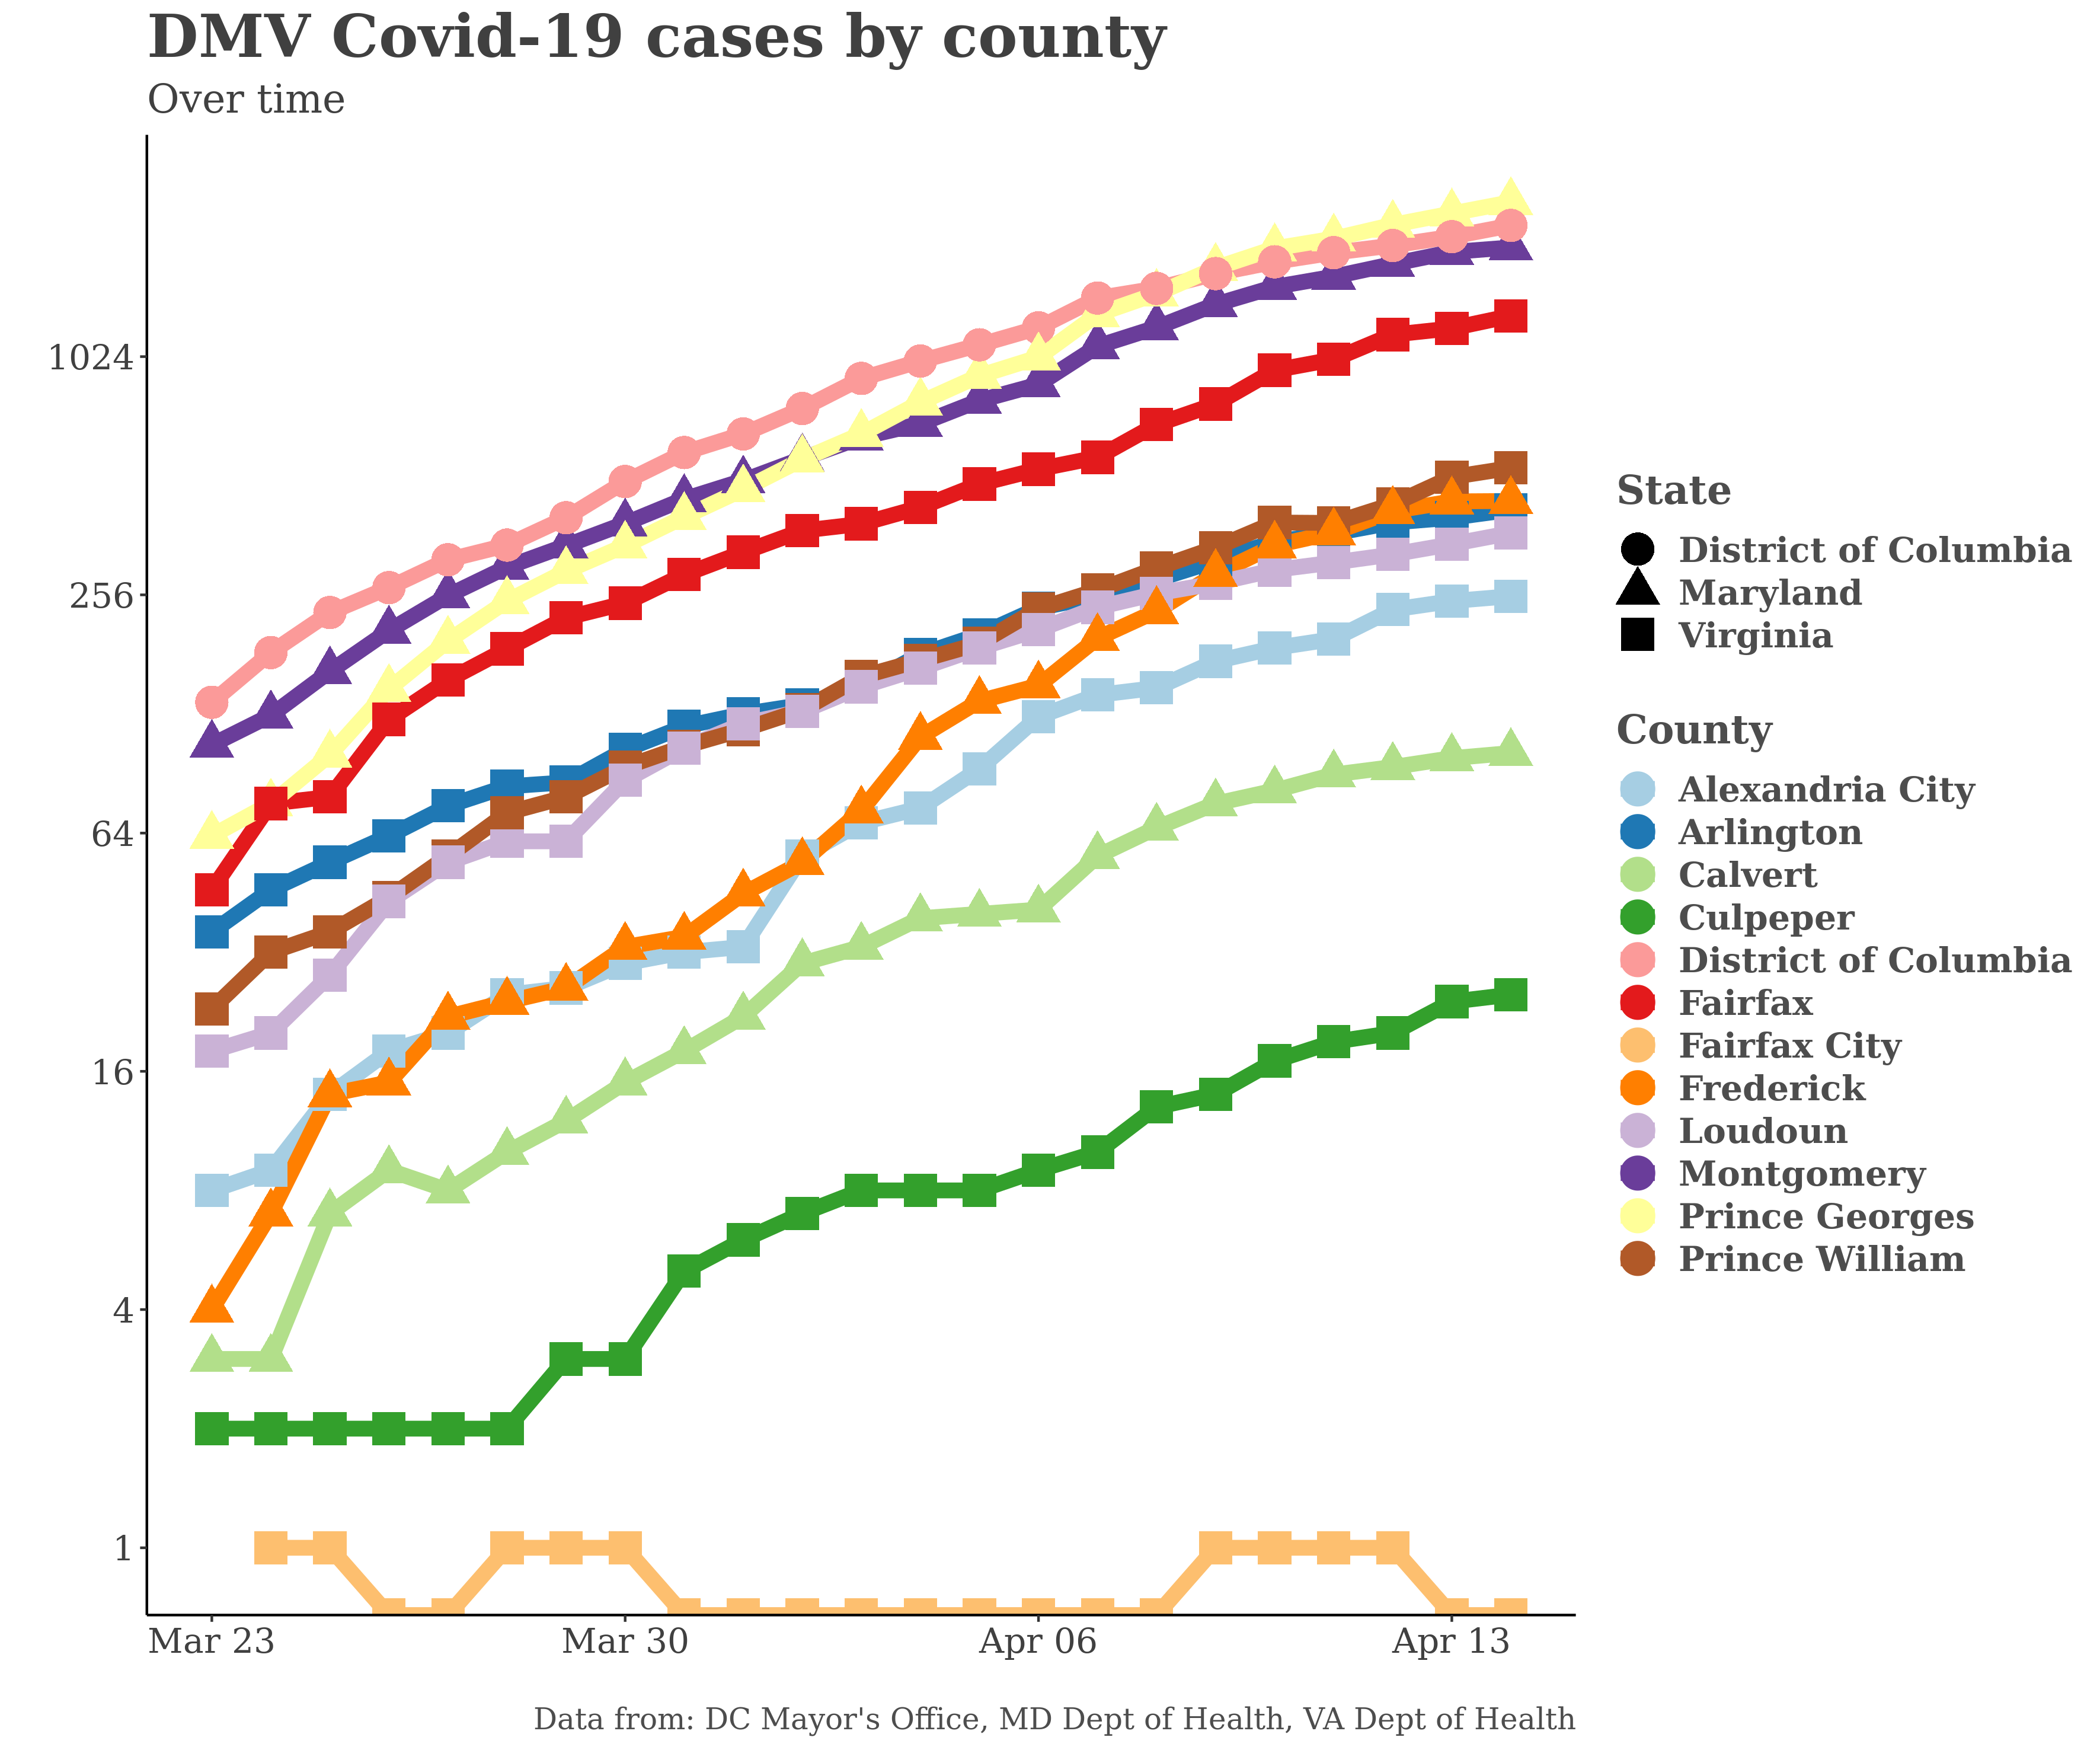 DMV Covid-19 cases by county
Over time
1024
256
64
16
4
1
Mar 23
Mar 30
Apr 06
Apr 13
State
District of Columbia
Maryland
Virginia
County
Alexandria City
Arlington
Calvert
Culpeper
District of Columbia
Fairfax
Fairfax City
Frederick
Loudoun
Montgomery
Prince Georges
Prince William
Data from: DC Mayor's Office, MD Dept of Health, VA Dept of Health